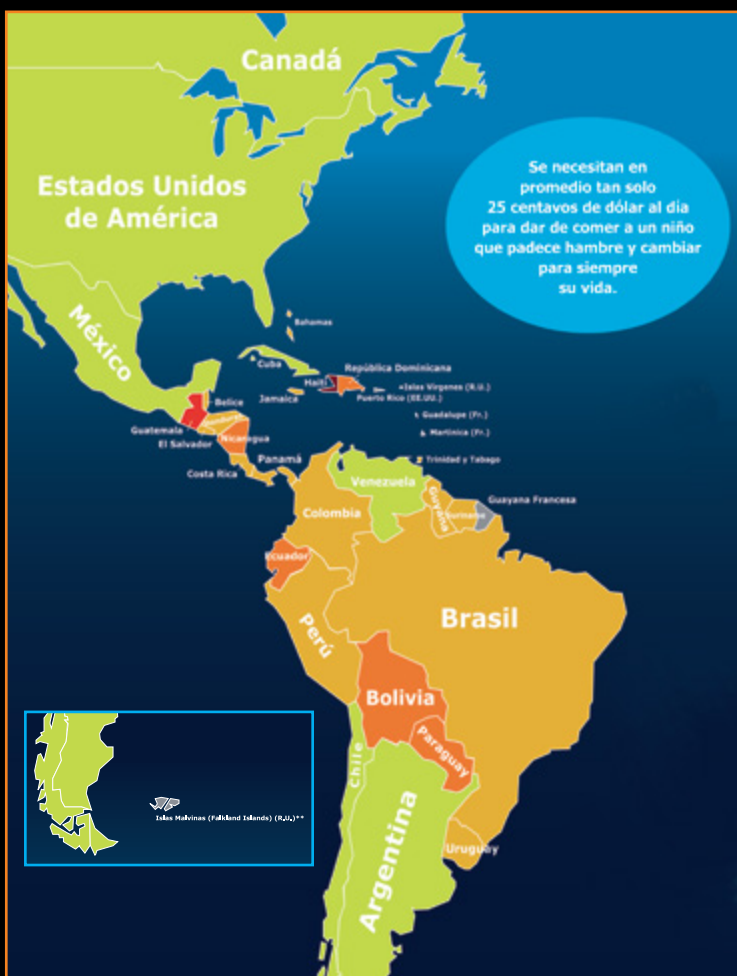 Canadá
Estados Unidos
de América
Se necesitan en
promedio tan solo
25 centavos de dólar al día
para dar de comer a un niño
que padece hambre y cambiar
para siempre
su vida.
México
Bahamas
Cuba
República Dominicana
Haití
Islas Vírgenes (R.U.)
Jamaica
Puerto Rico (EE.UU.)
Belice
Guadalupe (Fr.)
Honduras
Guatemala
Martinica (Fr.)
El Salvador
Nicaragua
Panamá
Trinidad y Tabago
Costa Rica
Venezuela
Guyana
Guayana Francesa
Colombia
Suriname
Ecuador
Brasil
Perú
Bolivia
Paraguay
Chile
Islas Malvinas (Falkland Islands) (R.U.)**
Uruguay
Argentina